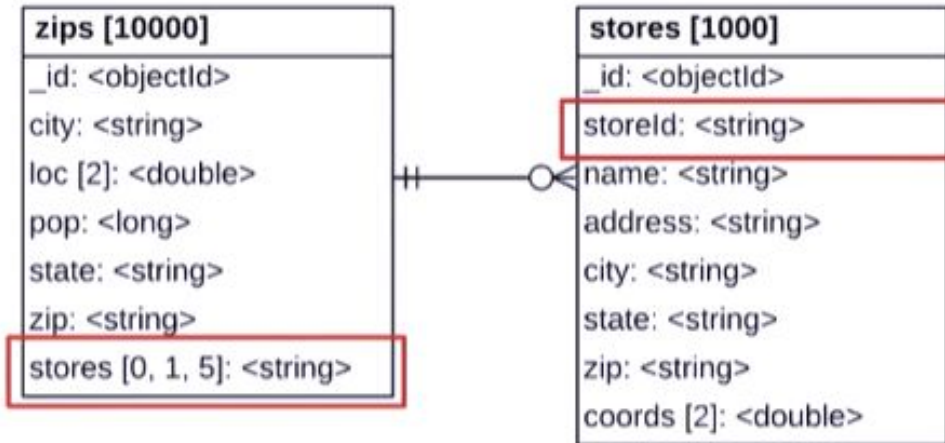 zips [10000]
_id: <objectId>
city: <string>
loc [2]: <double>
pop: <long>
state: <string>
zip: <string>
stores [0, 1, 5]: <string>
stores [1000]
_id: <objectId>
storeId: <string>
name: <string>
address: <string>
city: <string>
state: <string>
zip: <string>
coords [2]: <double>